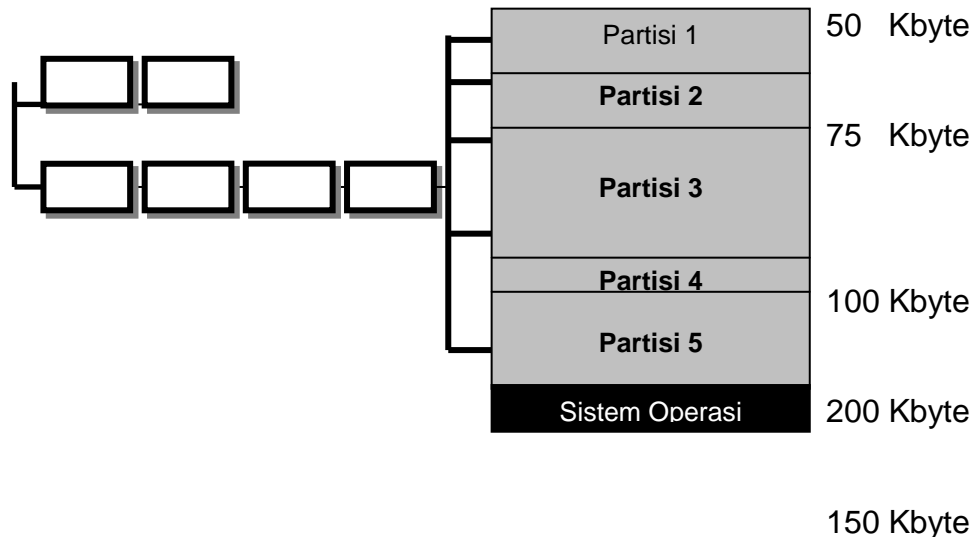 Partisi 1
50 Kbyte
Partisi 2
75 Kbyte
Partisi 3
Partisi 4
100 Kbyte
Partisi 5
Sistem Operasi
200 Kbyte
150 Kbyte